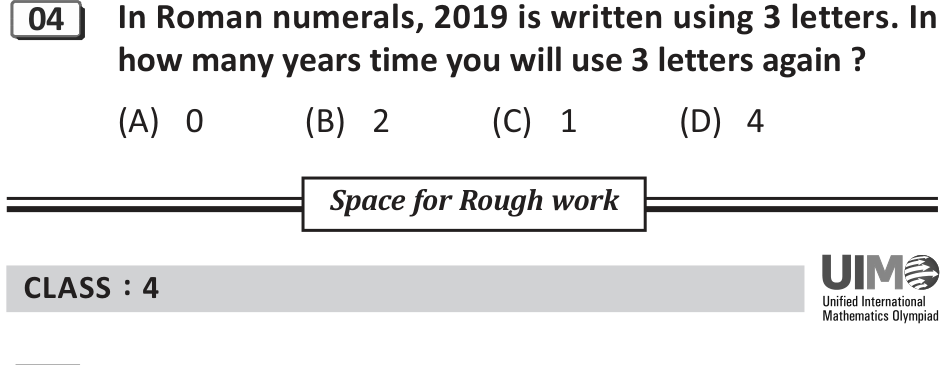 04 In Roman numerals, 2019 is written using 3 letters. In
how many years time you will use 3 letters again ?
(A) 0 (B) 2 (C) 1 (D) 4
Space for Rough work
CLASS : 4
UIMO
Unified International
Mathematics Olympiad